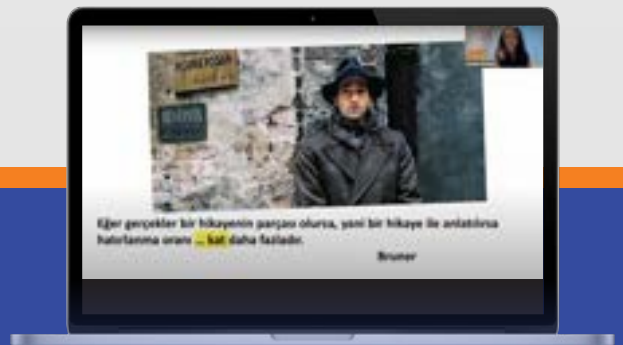 Eğer gerçekler bir hikayenin parçası olursa, yani bir hikaye ile anlatılırsa
hatırlanma oranı ... kat daha fazladır.
Bruner